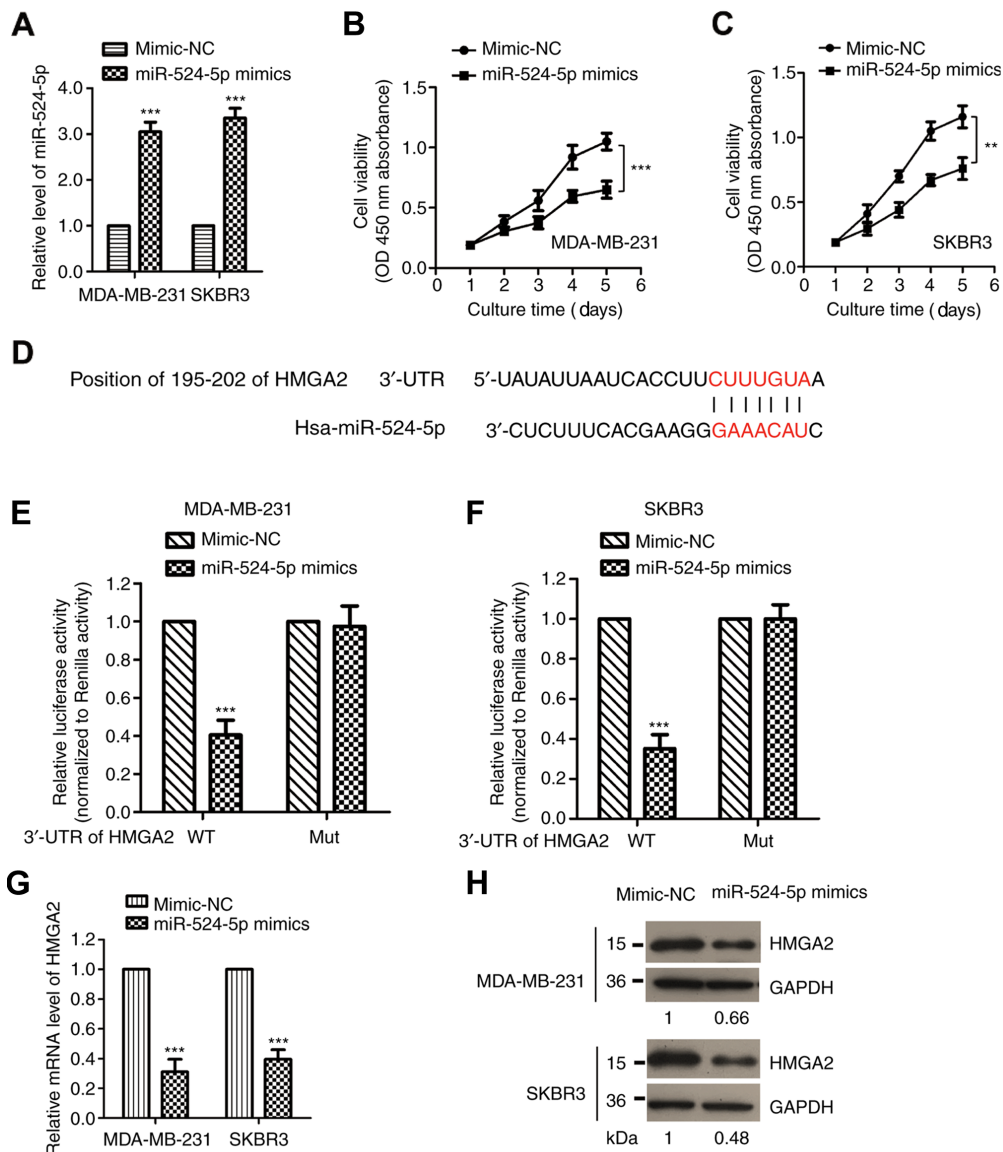 A
Mimic-NC
miR-524-5p mimics
Relative level of miR-524-5p
4.0
3.0
2.0
1.0
0.0
***
***
MDA-MB-231 SKBR3
B
Mimic-NC
miR-524-5p mimics
Cell viability
(OD 450 nm absorbance)
1.5
1.0
0.5
0.0
***
MDA-MB-231
0 1 2 3 4 5 6
Culture time (days)
C
Mimic-NC
miR-524-5p mimics
Cell viability
(OD 450 nm absorbance)
1.5
1.0
0.5
0.0
**
SKBR3
0 1 2 3 4 5 6
Culture time (days)
D
Position of 195-202 of HMGA2 3′-UTR 5′-UAUAUUAAUCACCUUCUUUGUAA
Hsa-miR-524-5p 3′-CUCUUUCACGAAGGGAAACAUC
E
MDA-MB-231
Mimic-NC
miR-524-5p mimics
Relative luciferase activity
(normalized to Renilla activity)
1.2
1.0
0.8
0.6
0.4
0.2
0.0
***
3′-UTR of HMGA2 WT Mut
F
SKBR3
Mimic-NC
miR-524-5p mimics
Relative luciferase activity
(normalized to Renilla activity)
1.2
1.0
0.8
0.6
0.4
0.2
0.0
***
3′-UTR of HMGA2 WT Mut
G
Mimic-NC
miR-524-5p mimics
Relative mRNA level of HMGA2
1.2
1.0
0.8
0.6
0.4
0.2
0.0
***
***
MDA-MB-231 SKBR3
H
Mimic-NC miR-524-5p mimics
MDA-MB-231
15 HMGA2
36 GAPDH
1 0.66
SKBR3
15 HMGA2
36 GAPDH
kDa 1 0.48